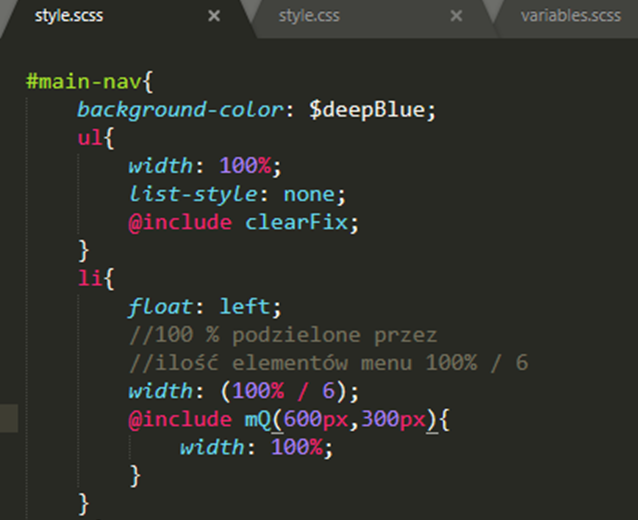 style.scss × style.css × variables.scss
#main-nav{
background-color: $deepBlue;
ul{
width: 100%;
list-style: none;
@include clearFix;
}
li{
float: left;
//100 % podzielone przez
//ilość elementów menu 100% / 6
width: (100% / 6);
@include mQ(600px,300px){
width: 100%;
}
}